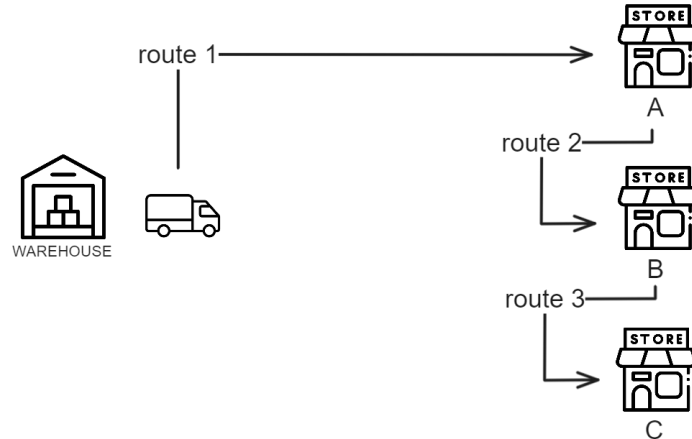 STORE
route 1
A
route 2
STORE
WAREHOUSE
B
route 3
STORE
C